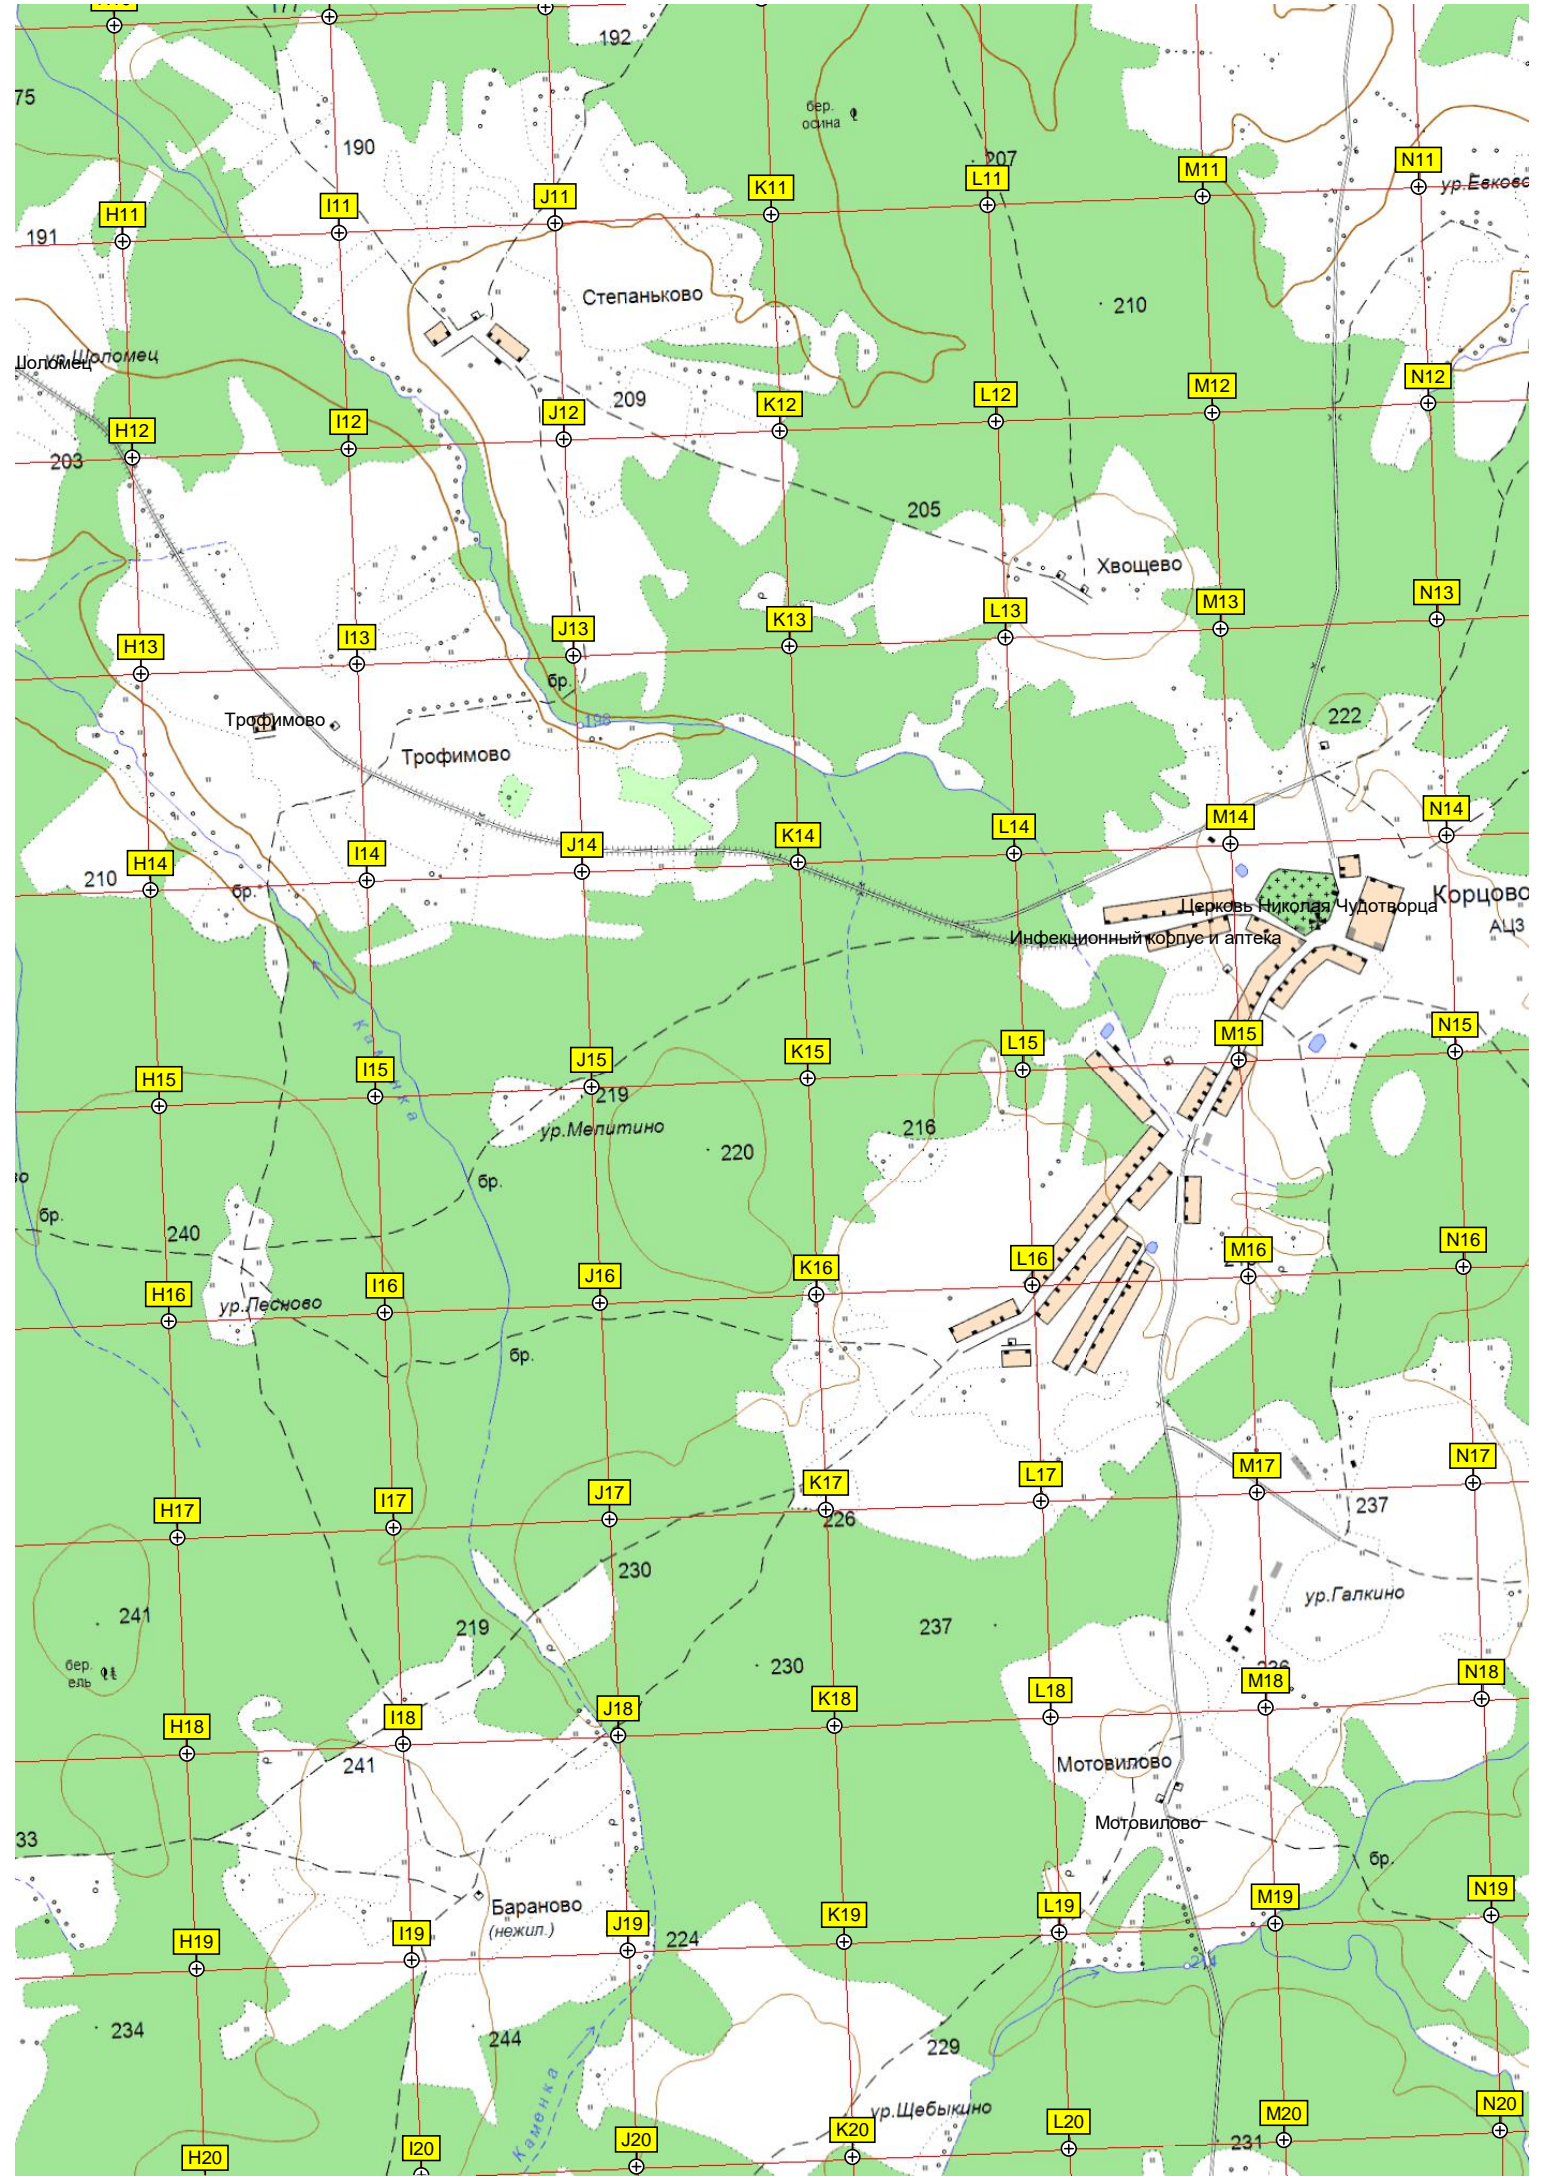 192
75
бер.
осина
190
207
N11
M11
L11
K11
J11
I11
H11
ур.Евково
191
Степаньково
210
ур.Шоломец
Шоломец
209
N12
M12
L12
K12
J12
I12
H12
203
205
Хвощево
N13
M13
L13
K13
J13
I13
H13
бр.
198
222
Трофимово
Трофимово
N14
M14
L14
K14
J14
I14
H14
210
бр.
Корцово
Церковь Николая Чудотворца
АЦЗ
Инфекционный корпус и аптека
Каменка
N15
M15
L15
K15
J15
I15
H15
219
ур.Мелитино
216
220
бр.
бр.
240
N16
M16
L16
K16
J16
I16
H16
ур.Лесново
бр.
N17
M17
L17
K17
J17
I17
H17
237
226
230
ур.Галкино
241
219
237
бер.
ель
230
N18
M18
L18
K18
J18
I18
H18
241
Мотовилово
Мотовилово
33
бр.
Бараново
(нежил.)
N19
M19
L19
K19
J19
I19
H19
224
234
244
229
Каменка
ур.Щебыкино
N20
M20
L20
K20
J20
I20
H20
231